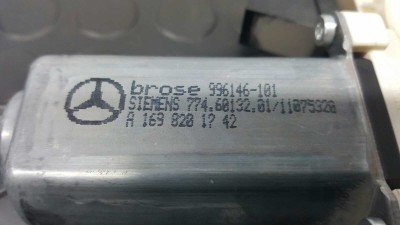 brose 996146-101
SIEMENS 774.60132.01/11075320
A 169 820 17 42